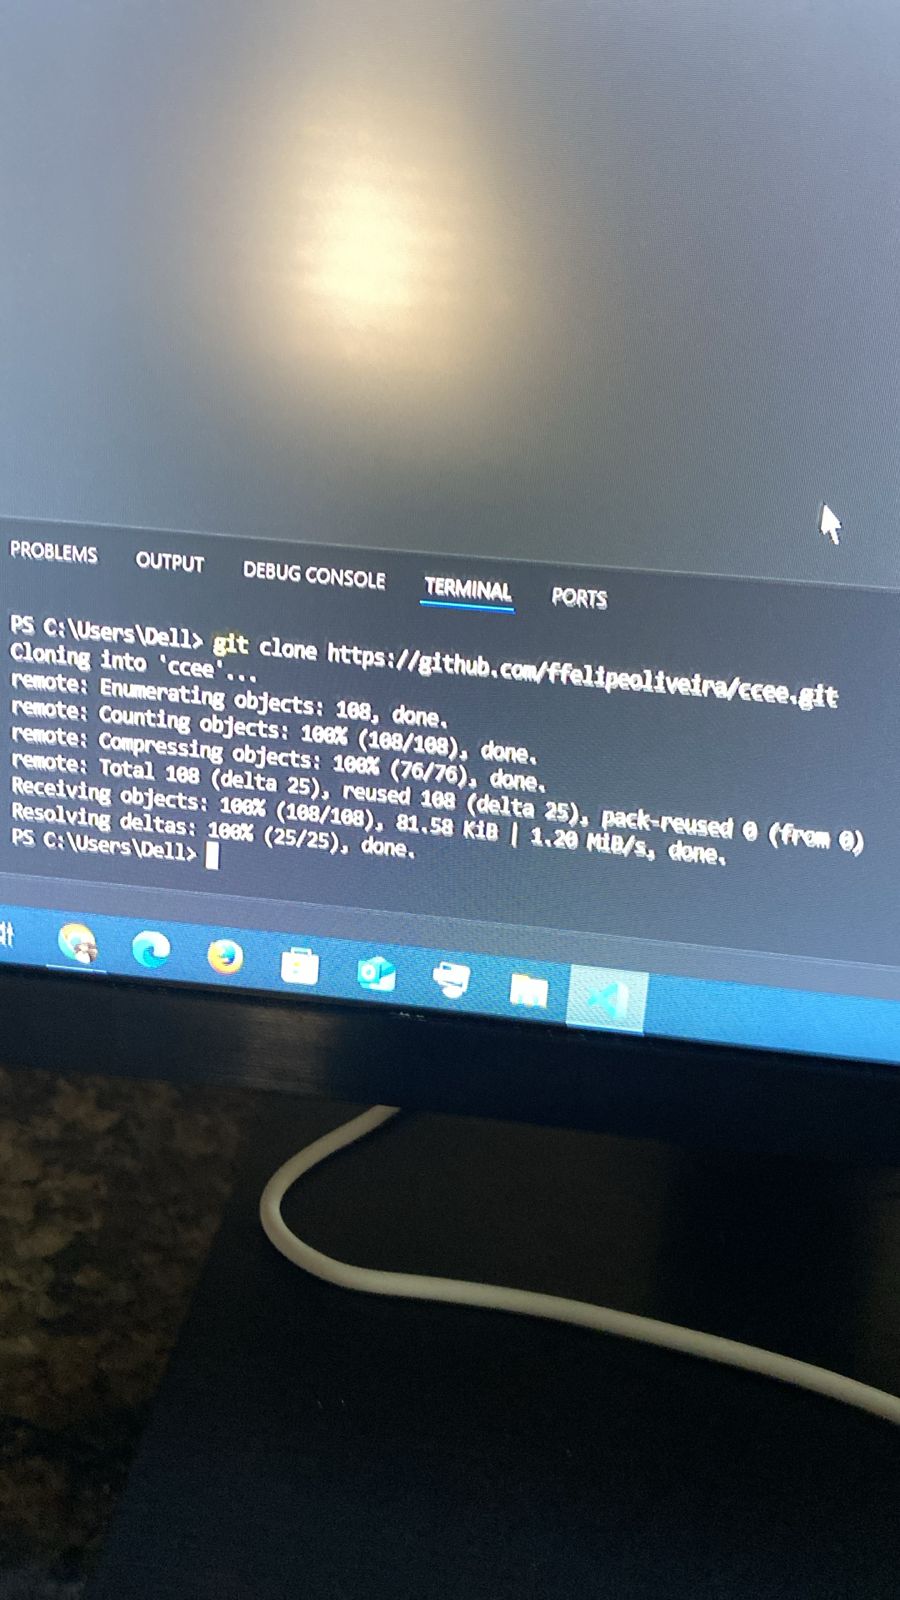 PROBLEMS OUTPUT DEBUG CONSOLE TERMINAL PORTS
PS C:\Users\Dell> git clone https://github.com/ffelipeoliveira/ccee.git
Cloning into 'ccee'...
remote: Enumerating objects: 108, done.
remote: Counting objects: 100% (108/108), done.
remote: Compressing objects: 100% (76/76), done.
remote: Total 108 (delta 25), reused 108 (delta 25), pack-reused 0 (from 0)
Receiving objects: 100% (108/108), 81.58 KiB | 1.20 MiB/s, done.
Resolving deltas: 100% (25/25), done.
PS C:\Users\Dell>